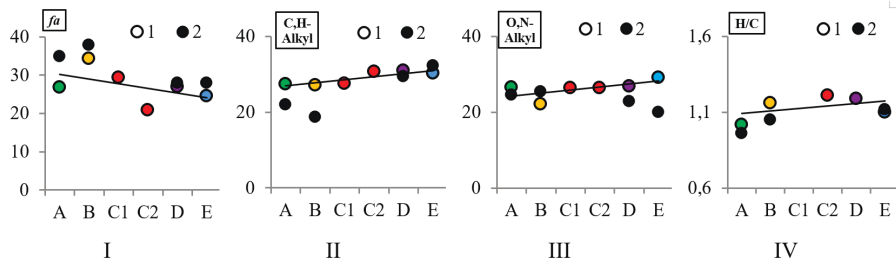 fa
1 2
40
30
20
10
0
A B C1 C2 D E
I
C,H-
Alkyl
1 2
40
20
0
A B C1 C2 D E
II
O,N-
Alkyl
1 2
40
20
0
A B C1 C2 D E
III
H/C
1 2
1,6
1,1
0,6
A B C1 C2 D E
IV